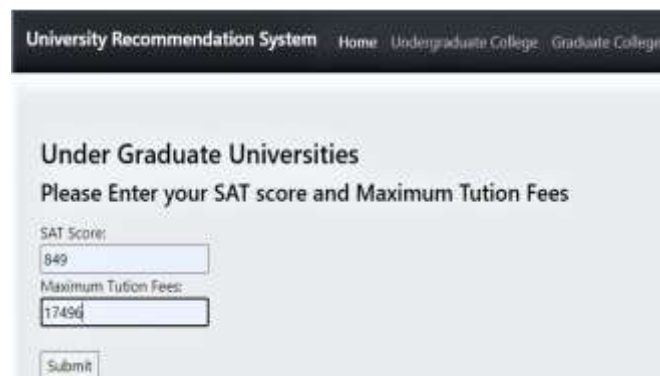 University Recommendation System Home Undergraduate College Graduate College
Under Graduate Universities
Please Enter your SAT score and Maximum Tution Fees
SAT Score:
849
Maximum Tution Fees:
17496
Submit